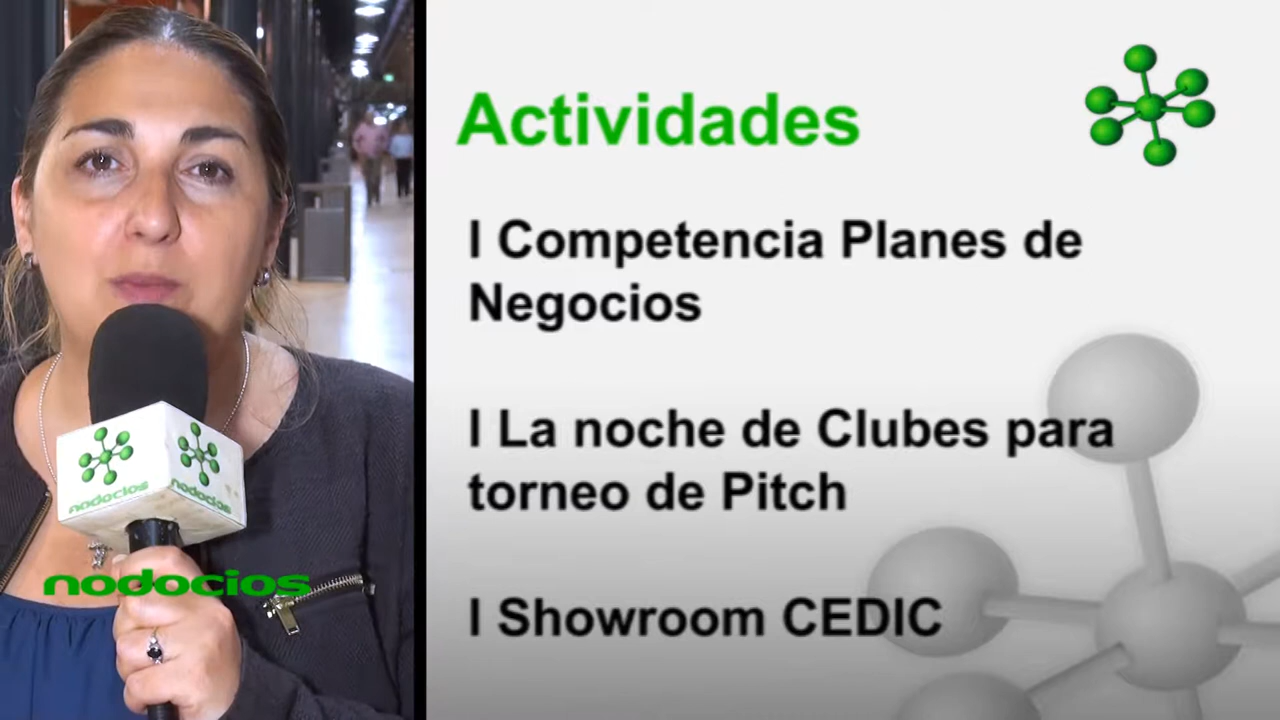 Actividades
I Competencia Planes de
Negocios
I La noche de Clubes para
torneo de Pitch
I Showroom CEDIC
nodocios
nodocios
nodocios